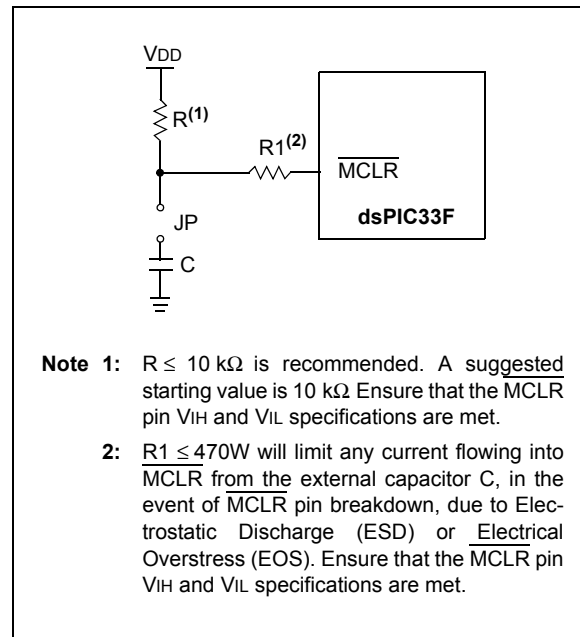 VDD
R(1)
R1(2)
MCLR
JP
dsPIC33F
C
Note 1: R ≤ 10 kΩ is recommended. A suggested
starting value is 10 kΩ Ensure that the MCLR
pin VIH and VIL specifications are met.
2: R1 ≤ 470W will limit any current flowing into
MCLR from the external capacitor C, in the
event of MCLR pin breakdown, due to Elec-
trostatic Discharge (ESD) or Electrical
Overstress (EOS). Ensure that the MCLR pin
VIH and VIL specifications are met.